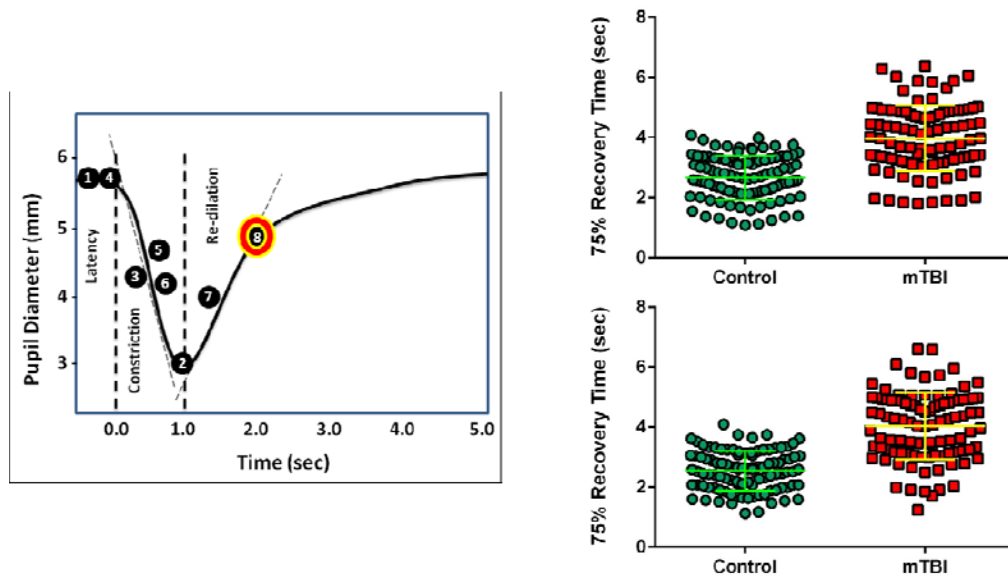 Pupil Diameter (mm)
6
5
4
3
Latency
Constriction
Re-dilation
1
4
5
3
6
2
7
8
0.0 1.0 2.0 3.0 4.0 5.0
Time (sec)
75% Recovery Time (sec)
8
6
4
2
0
Control mTBI
75% Recovery Time (sec)
8
6
4
2
0
Control mTBI